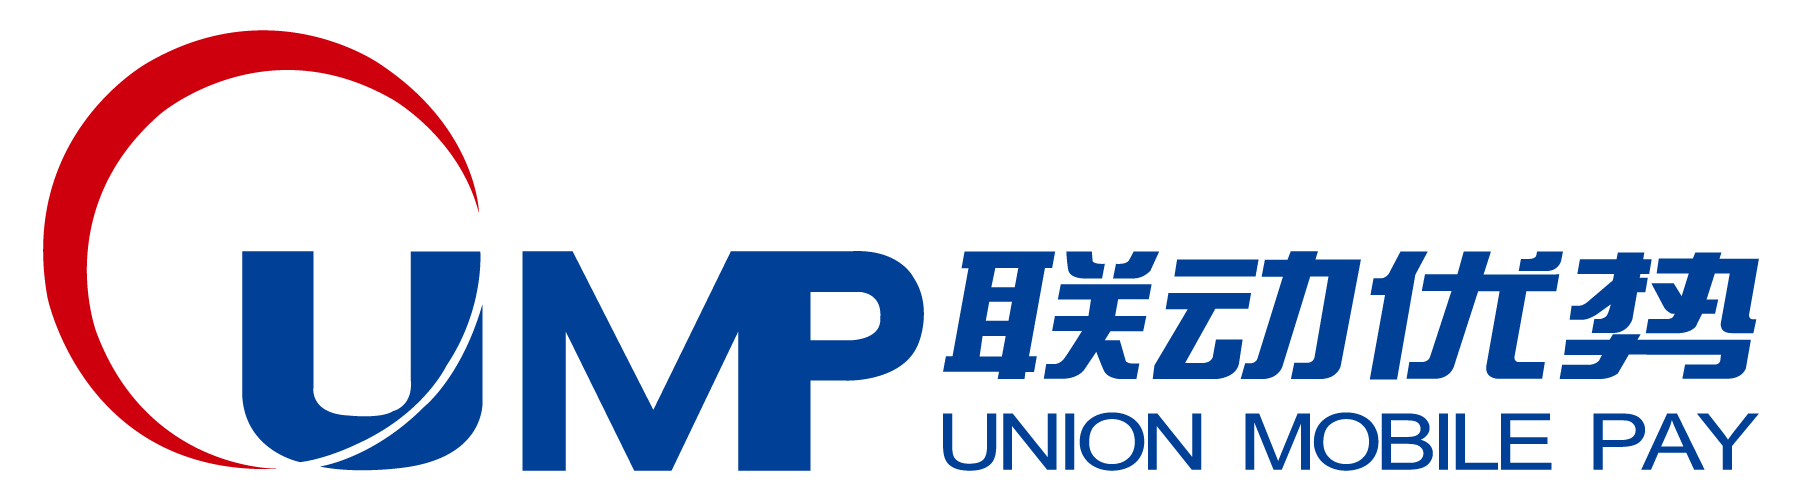 UMP 联动优势
UNION MOBILE PAY